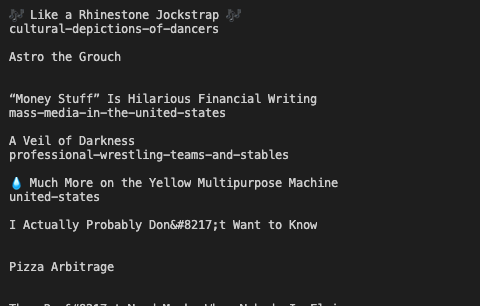 🎶 Like a Rhinestone Jockstrap 🎶
cultural-depictions-of-dancers
Astro the Grouch
“Money Stuff” Is Hilarious Financial Writing
mass-media-in-the-united-states
A Veil of Darkness
professional-wrestling-teams-and-stables
💧 Much More on the Yellow Multipurpose Machine
united-states
I Actually Probably Don&#8217;t Want to Know
Pizza Arbitrage